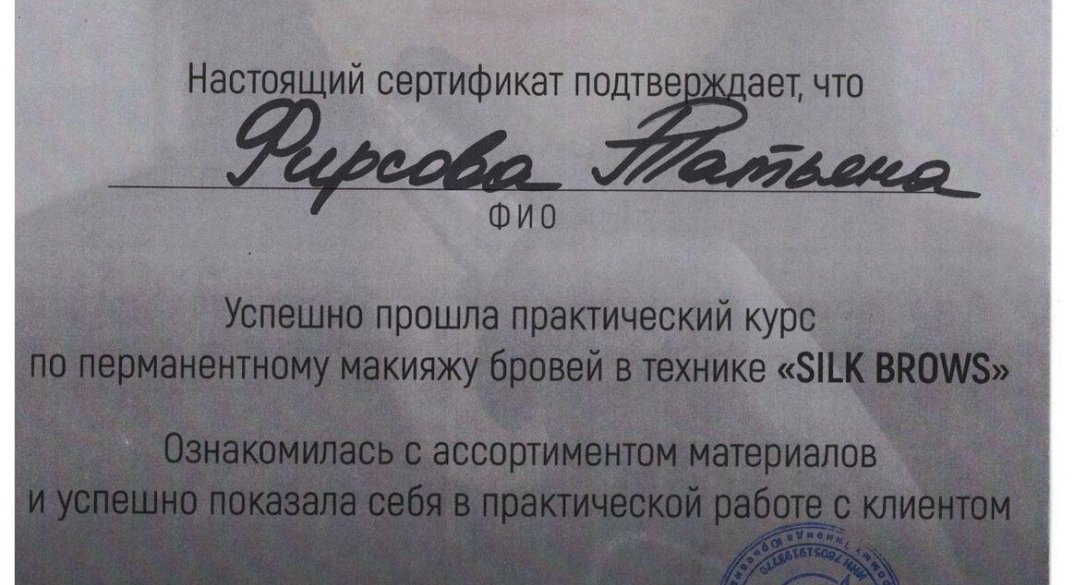 Настоящий сертификат подтверждает, что
Фирсова Татьяна
ФИО
Успешно прошла практический курс
по перманентному макияжу бровей в технике «SILK BROWS»
Ознакомилась с ассортиментом материалов
и успешно показала себя в практической работе с клиентом
ИНН